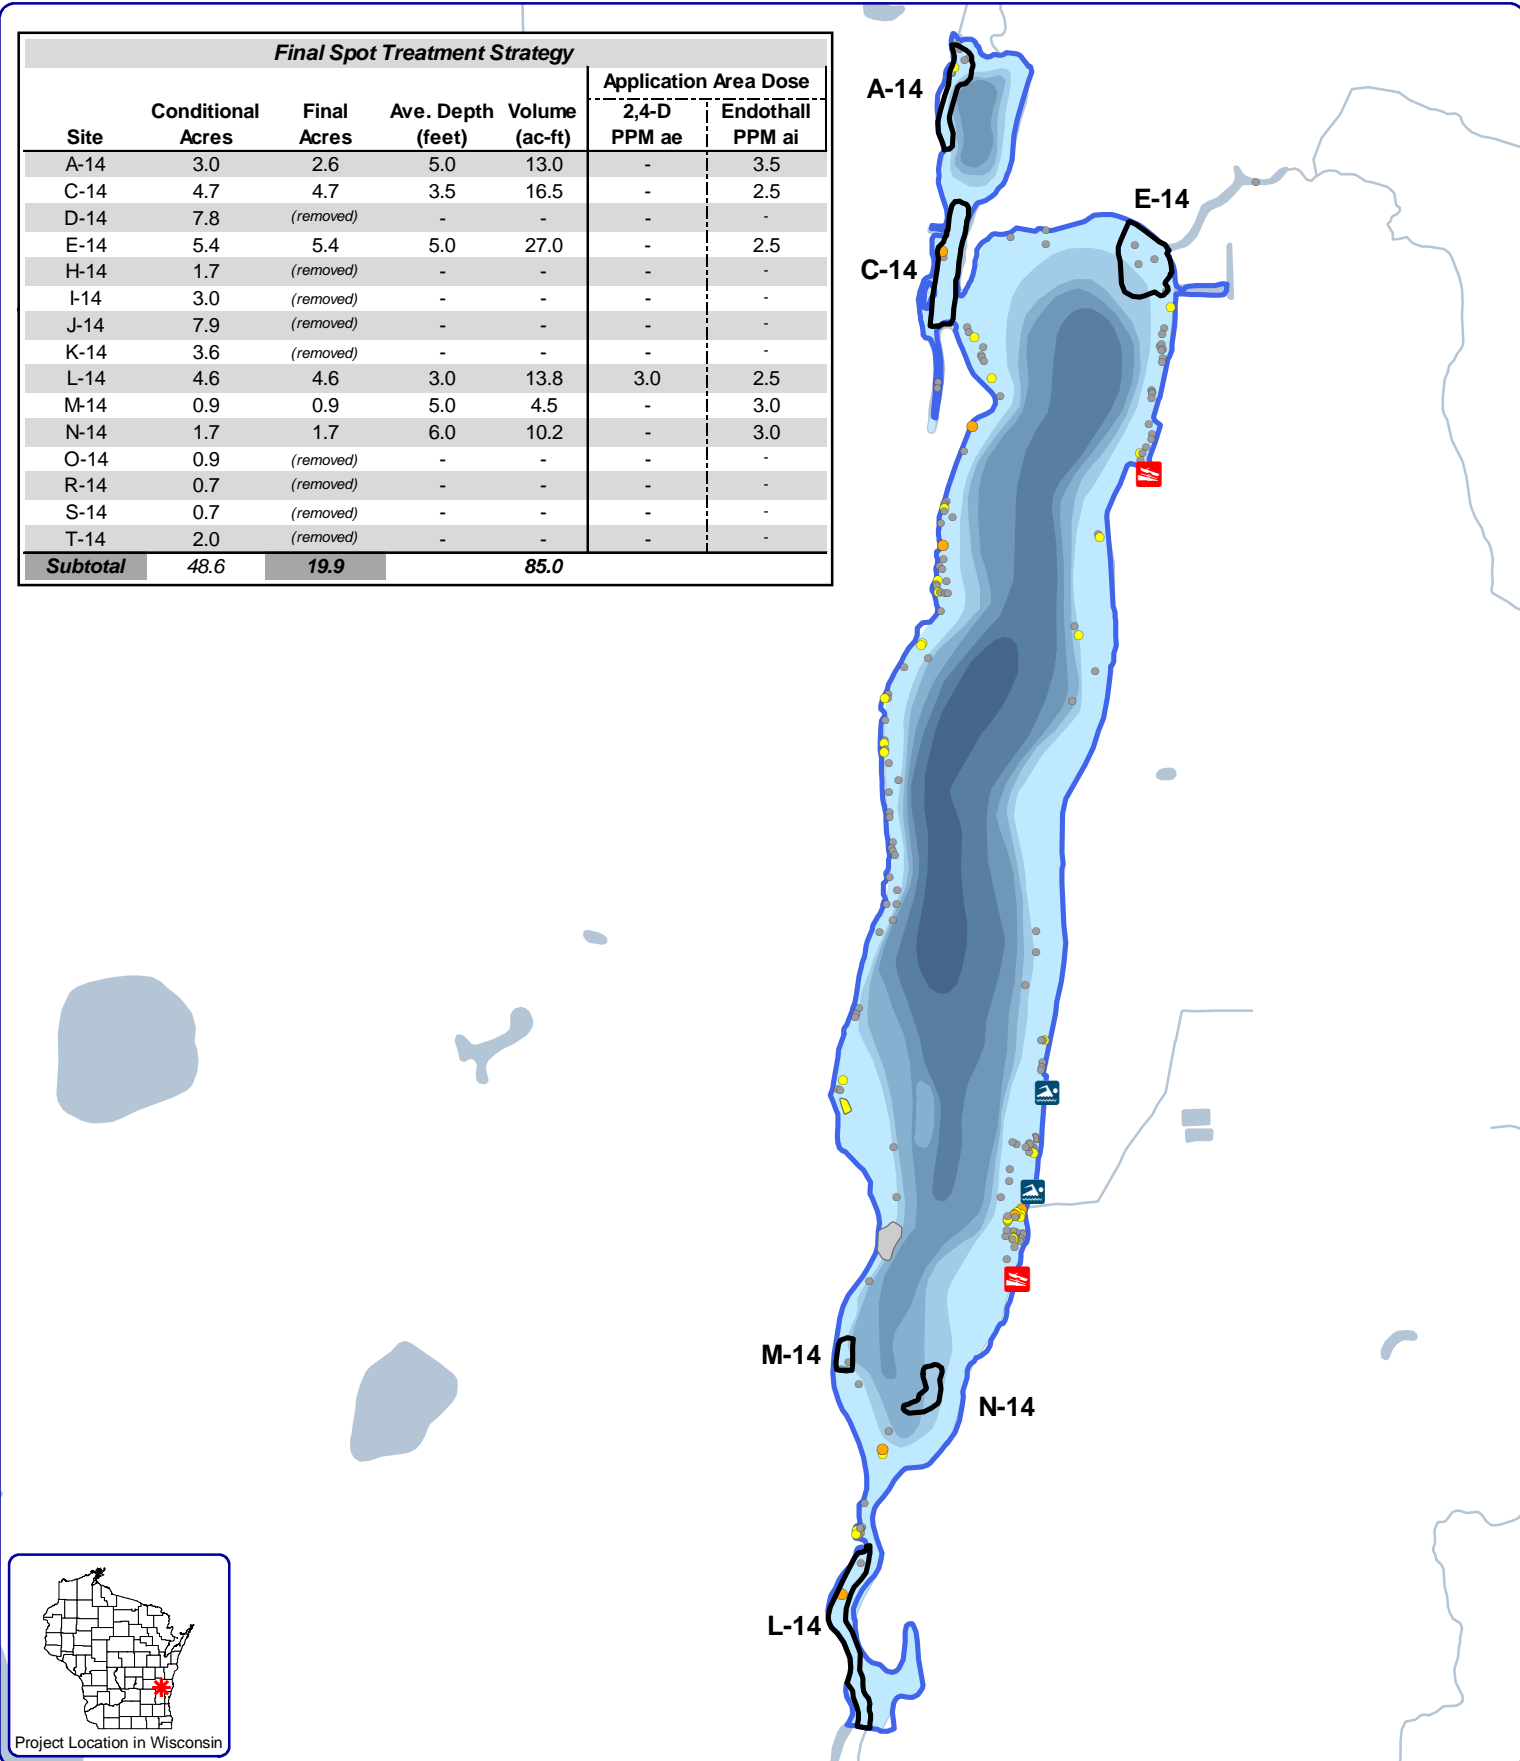 Final Spot Treatment Strategy
Application Area Dose
Conditional Final Ave. Depth Volume 2,4-D Endothall
Site Acres Acres (feet) (ac-ft) PPM ae PPM ai
A-14 3.0 2.6 5.0 13.0 - 3.5
C-14 4.7 4.7 3.5 16.5 - 2.5
D-14 7.8 (removed) - - - -
E-14 5.4 5.4 5.0 27.0 - 2.5
H-14 1.7 (removed) - - - -
I-14 3.0 (removed) - - - -
J-14 7.9 (removed) - - - -
K-14 3.6 (removed) - - - -
L-14 4.6 4.6 3.0 13.8 3.0 2.5
M-14 0.9 0.9 5.0 4.5 - 3.0
N-14 1.7 1.7 6.0 10.2 - 3.0
O-14 0.9 (removed) - - - -
R-14 0.7 (removed) - - - -
S-14 0.7 (removed) - - - -
T-14 2.0 (removed) - - - -
Subtotal 48.6 19.9 85.0
A-14
E-14
C-14
M-14
N-14
L-14
Project Location in Wisconsin